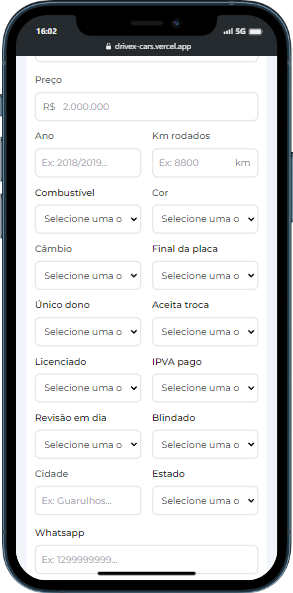 16:02 5G
drivex-cars.vercel.app
Preço
R$ 2.000.000
Ano Km rodados
Ex: 2018/2019... Ex: 8800 km
Combustível Cor
Selecione uma o Selecione uma o
Câmbio Final da placa
Selecione uma o Selecione uma o
Único dono Aceita troca
Selecione uma o Selecione uma o
Licenciado IPVA pago
Selecione uma o Selecione uma o
Revisão em dia Blindado
Selecione uma o Selecione uma o
Cidade Estado
Ex: Guarulhos... Selecione uma o
Whatsapp
Ex: 1299999999...